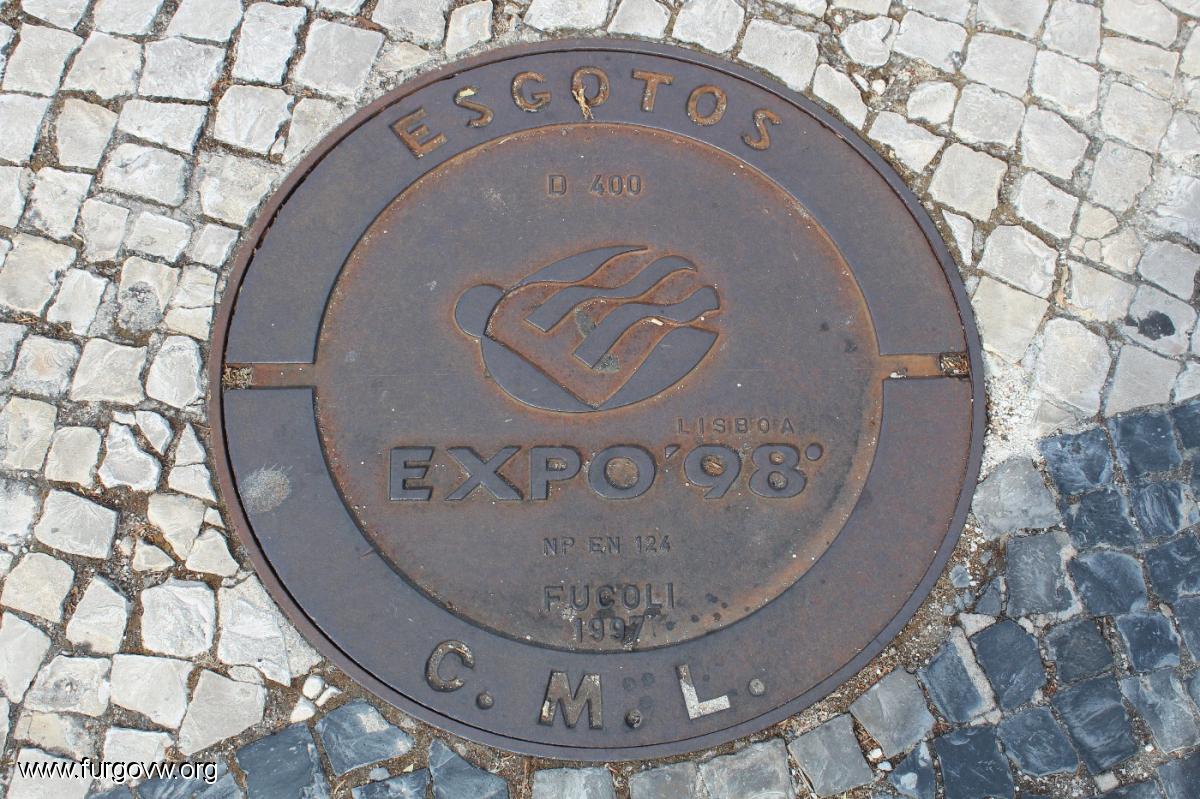 ESGOTOS
D 400
LISBOA
EXPO'98
NP EN 124
FUCOLI
1997
C.M.L.
www.furgovw.org